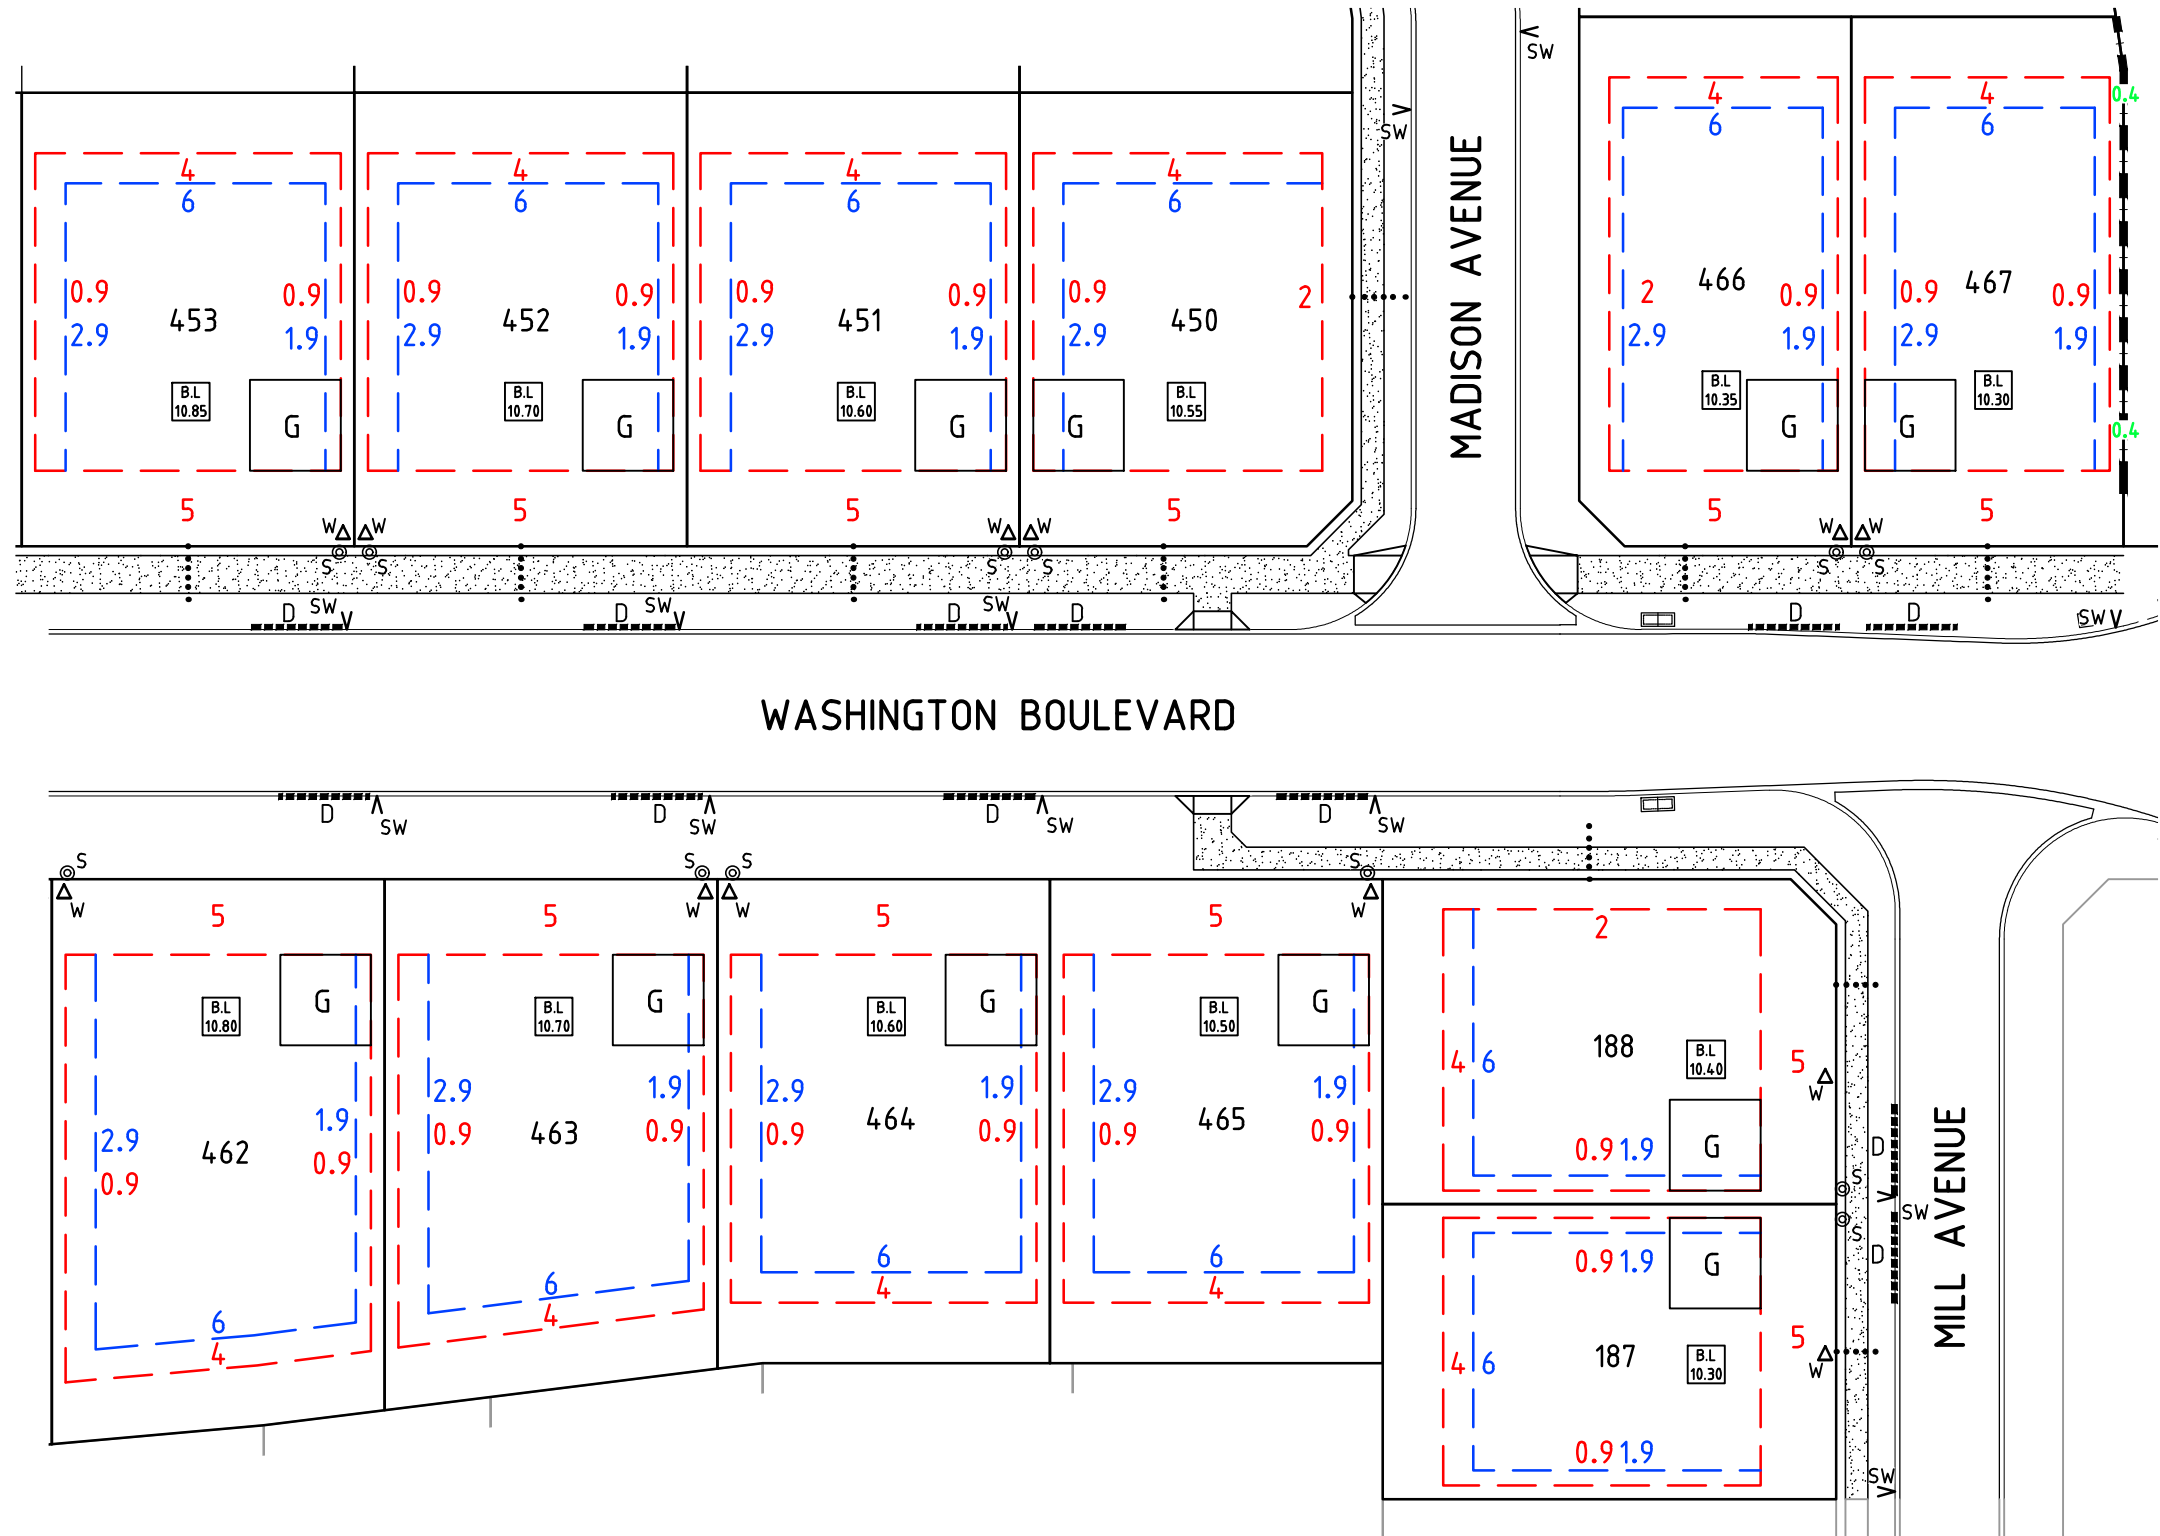 SW
SW
MADISON AVENUE
4
6
0.9
2.9
453
0.9
1.9
B.L
10.85
G
5
4
6
0.9
2.9
452
0.9
1.9
B.L
10.70
G
5
4
6
0.9
2.9
451
0.9
1.9
B.L
10.60
G
5
4
6
0.9
2.9
450
2
B.L
10.55
G
5
4
6
2
2.9
466
0.9
1.9
B.L
10.35
G
5
4
6
0.9
2.9
467
0.9
1.9
B.L
10.30
G
5
0.4
0.4
W
W
S
S
W
W
S
S
W
W
S
S
D
SW
D
SW
D
SW
D
D
D
SW
WASHINGTON BOULEVARD
D
SW
D
SW
D
SW
D
SW
S
W
S
S
W
W
S
W
5
B.L
10.80
G
2.9
0.9
462
1.9
0.9
6
4
5
B.L
10.70
G
2.9
0.9
463
1.9
0.9
6
4
5
B.L
10.60
G
2.9
0.9
464
1.9
0.9
6
4
5
B.L
10.50
G
2.9
0.9
465
1.9
0.9
6
4
2
188
B.L
10.40
4
6
5
W
0.9
1.9
G
D
S
SW
S
D
0.9
1.9
G
187
B.L
10.30
4
6
5
W
0.9
1.9
SW
MILL AVENUE